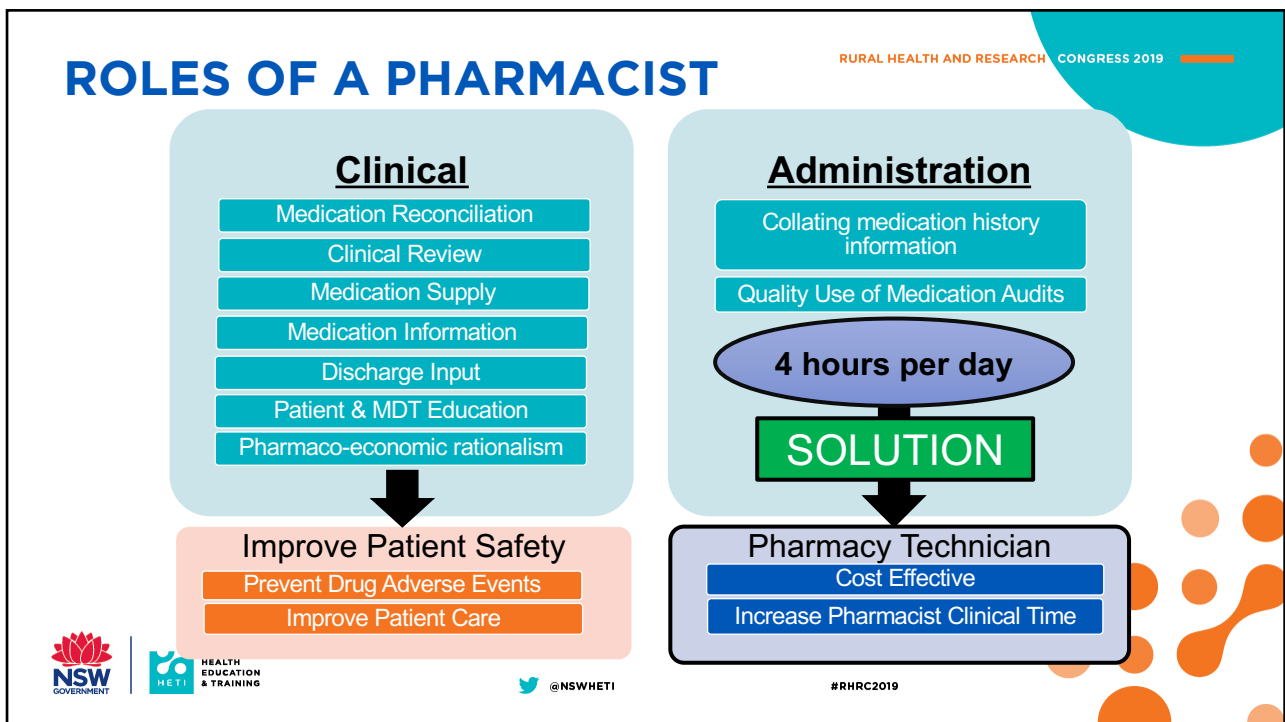 RURAL HEALTH AND RESEARCH CONGRESS 2019
ROLES OF A PHARMACIST
Clinical
Medication Reconciliation
Clinical Review
Medication Supply
Medication Information
Discharge Input
Patient & MDT Education
Pharmaco-economic rationalism
Improve Patient Safety
Prevent Drug Adverse Events
Improve Patient Care
Administration
Collating medication history
information
Quality Use of Medication Audits
4 hours per day
SOLUTION
Pharmacy Technician
Cost Effective
Increase Pharmacist Clinical Time
NSW
GOVERNMENT
HETI
HEALTH
EDUCATION
& TRAINING
@NSWHETI
#RHRC2019